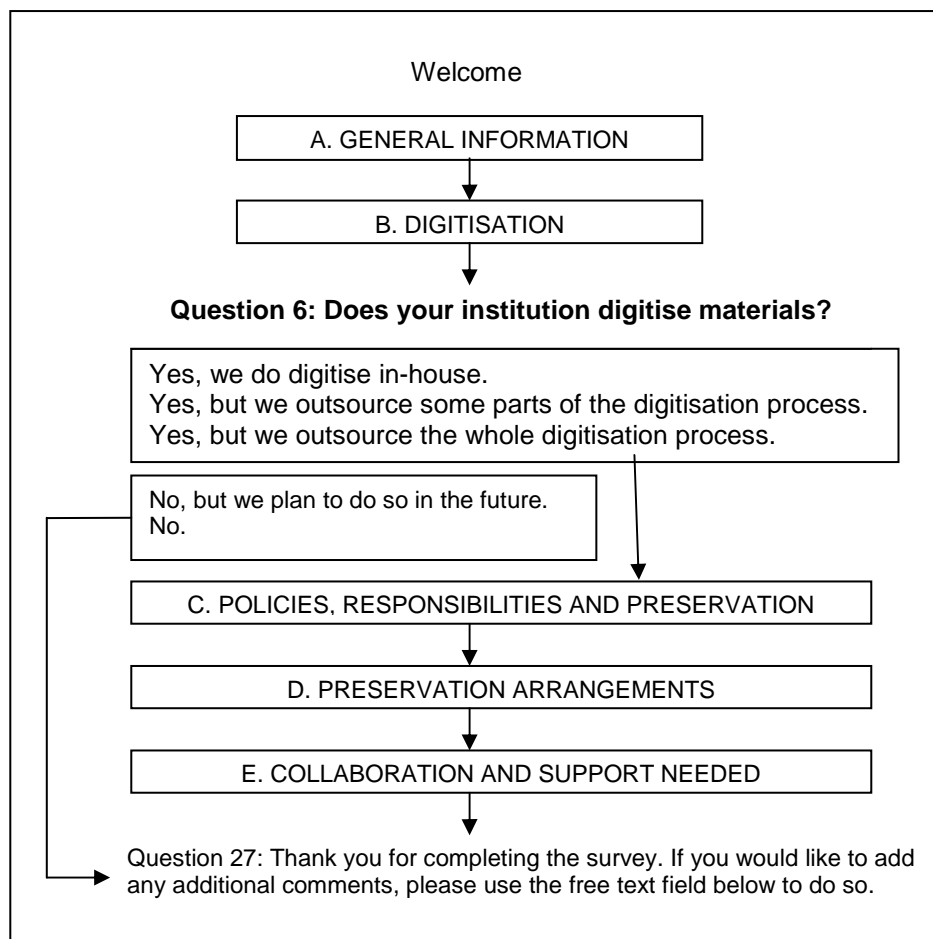 Welcome
A. GENERAL INFORMATION
B. DIGITISATION
Question 6: Does your institution digitise materials?
Yes, we do digitise in-house.
Yes, but we outsource some parts of the digitisation process.
Yes, but we outsource the whole digitisation process.
No, but we plan to do so in the future.
No.
C. POLICIES, RESPONSIBILITIES AND PRESERVATION
D. PRESERVATION ARRANGEMENTS
E. COLLABORATION AND SUPPORT NEEDED
Question 27: Thank you for completing the survey. If you would like to add
any additional comments, please use the free text field below to do so.